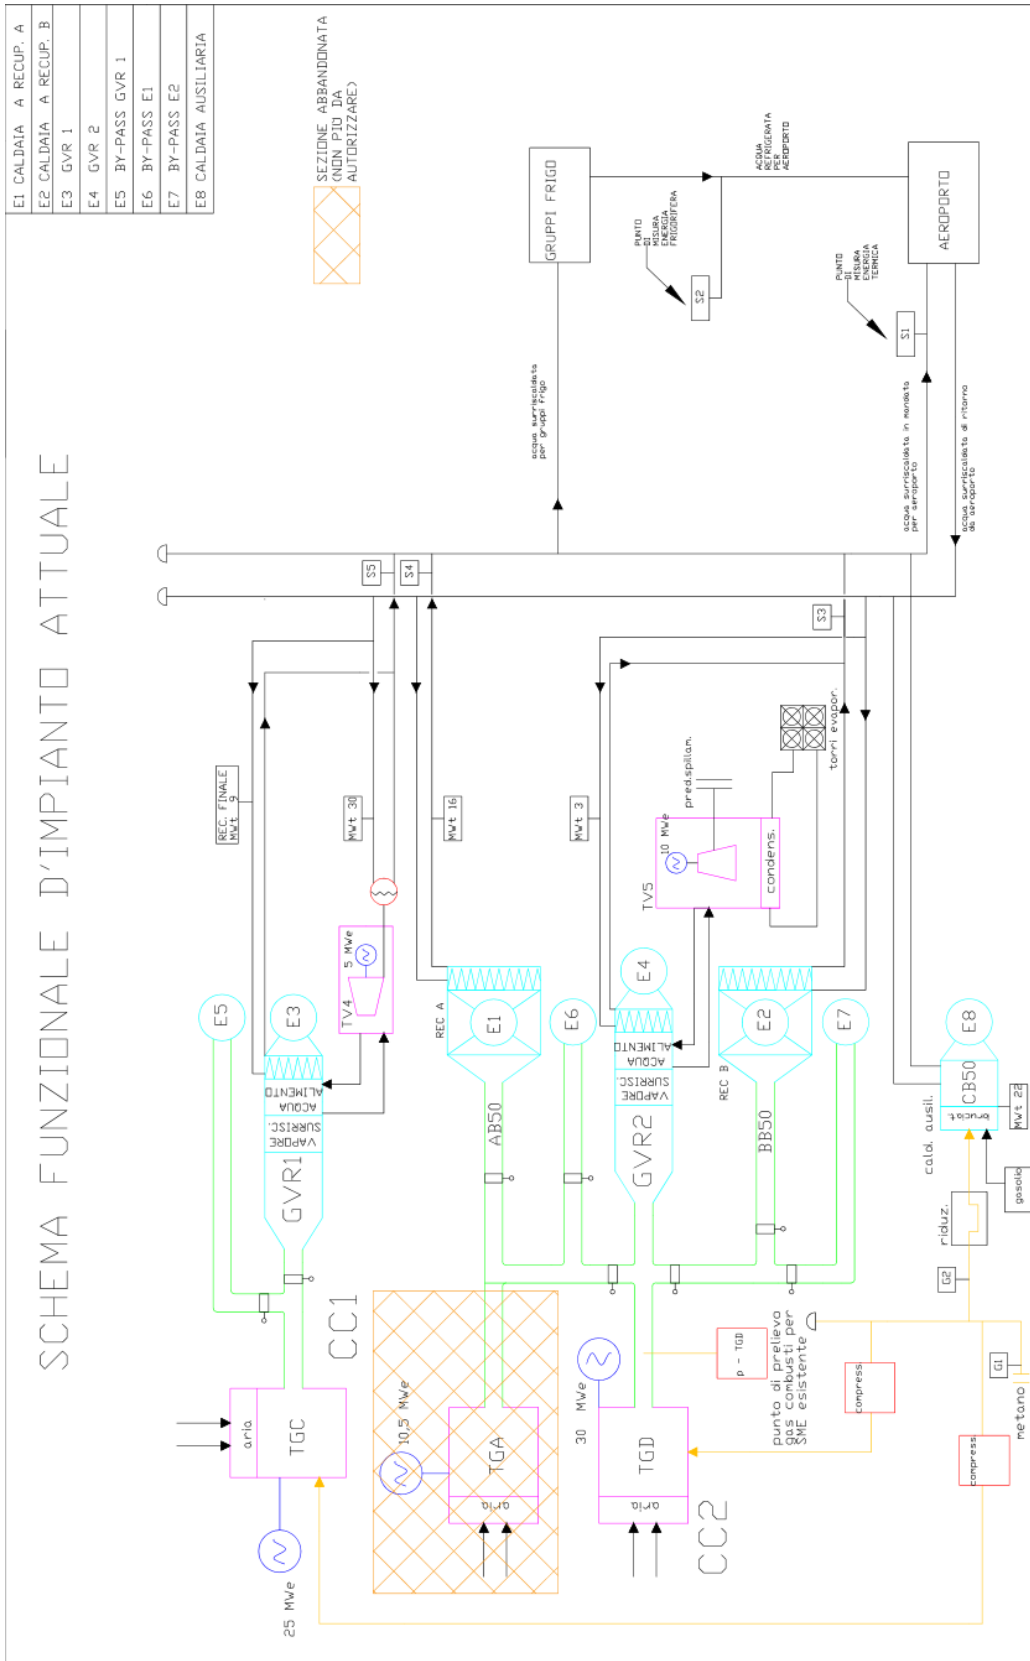 SCHEMA FUNZIONALE D'IMPIANTO ATTUALE
E1 CALDAIA A RECUP. A
E2 CALDAIA A RECUP. B
E3 GVR 1
E4 GVR 2
E5 BY-PASS GVR 1
E6 BY-PASS E1
E7 BY-PASS E2
E8 CALDAIA AUSILIARIA
SEZIONE ABBANDONATA
(NON PIU DA
AUTORIZZARE)
25 MWe
aria
TGC
CC1
E5
GVR1
VAPORE
SURRISC.
ACQUA
ALIMENTO
E3
REC. FINALE
MWt 9
TV4
5 MWe
MWt 30
S5
10,5 MWe
aria
TGA
AB50
REC A
E1
MWt 16
S4
E6
30 MWe
aria
TGD
CC2
GVR2
VAPORE
SURRISC.
ACQUA
ALIMENTO
E4
MWt 3
TV5
10 MWe
pred.spillam.
condens.
torri evapor.
S3
BB50
REC B
E2
E7
p - TGD
punto di prelievo
gas combusti per
SME esistente
compress.
compress.
G1
metano
G2
riduz.
gasolio
cald. ausil.
bruciat.
CB50
E8
MWt 22
acqua surriscaldata
per gruppi frigo
GRUPPI FRIGO
PUNTO
DI
MISURA
ENERGIA
FRIGORIFERA
S2
ACQUA
REFRIGERATA
PER
AEROPORTO
PUNTO
DI
MISURA
ENERGIA
TERMICA
S1
AEROPORTO
acqua surriscaldata in mandata
per aeroporto
acqua surriscaldata di ritorno
da aeroporto